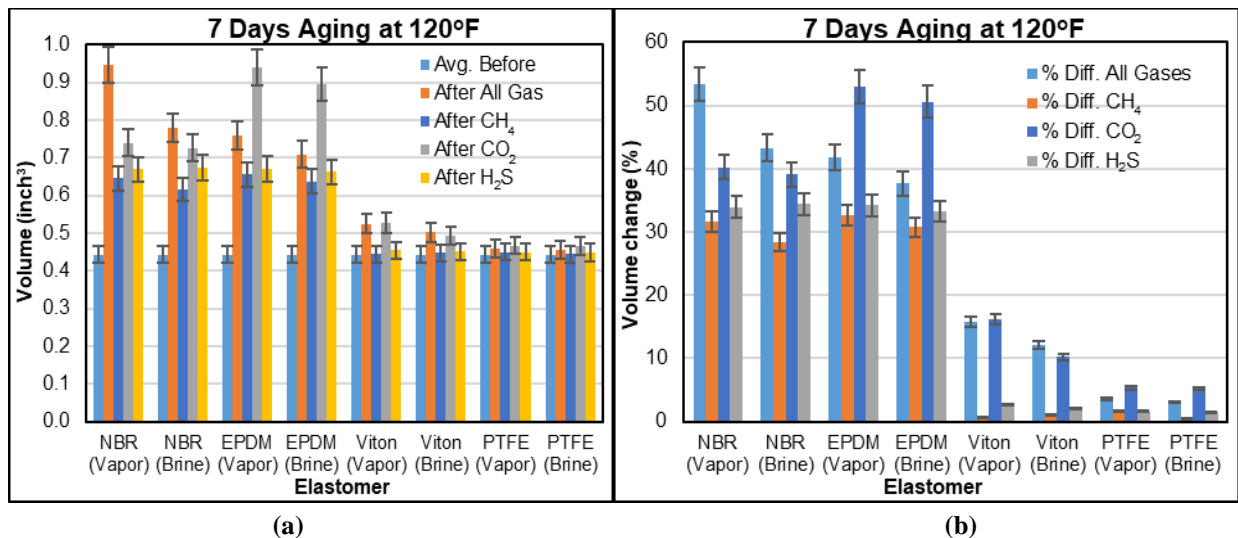 7 Days Aging at 120°F
Volume (inch³)
1.0
0.9
0.8
0.7
0.6
0.5
0.4
0.3
0.2
0.1
0.0
Avg. Before
After All Gas
After CH₄
After CO₂
After H₂S
NBR (Vapor)
NBR (Brine)
EPDM (Vapor)
EPDM (Brine)
Viton (Vapor)
Viton (Brine)
PTFE (Vapor)
PTFE (Brine)
Elastomer
(a)
7 Days Aging at 120°F
Volume change (%)
60
50
40
30
20
10
0
% Diff. All Gases
% Diff. CH₄
% Diff. CO₂
% Diff. H₂S
NBR (Vapor)
NBR (Brine)
EPDM (Vapor)
EPDM (Brine)
Viton (Vapor)
Viton (Brine)
PTFE (Vapor)
PTFE (Brine)
Elastomer
(b)